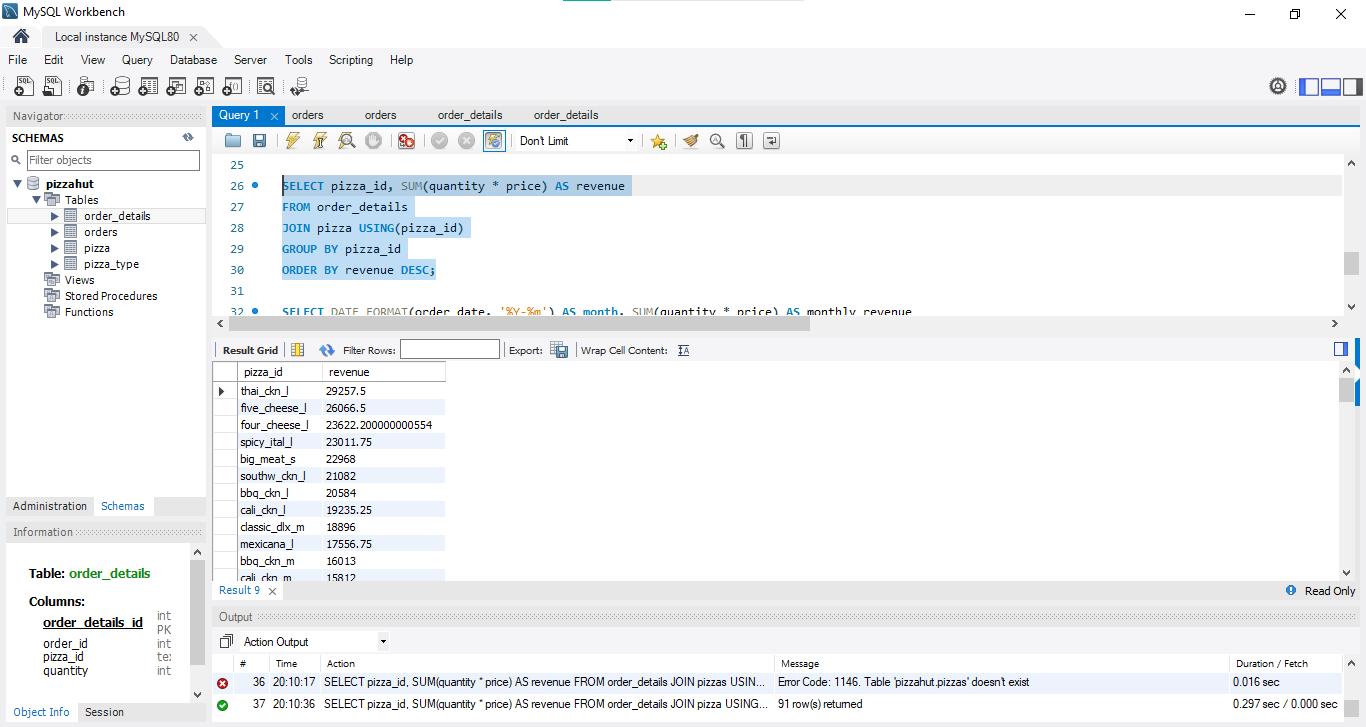 MySQL Workbench
Local instance MySQL80
File Edit View Query Database Server Tools Scripting Help
Navigator
SCHEMAS
Filter objects
pizzahut
Tables
order_details
orders
pizza
pizza_type
Views
Stored Procedures
Functions
Administration Schemas
Information
Table: order_details
Columns:
order_details_id int
PK
order_id int
pizza_id tex
quantity int
Object Info Session
Query 1 orders orders order_details order_details
Don't Limit
25
26 SELECT pizza_id, SUM(quantity * price) AS revenue
27 FROM order_details
28 JOIN pizza USING(pizza_id)
29 GROUP BY pizza_id
30 ORDER BY revenue DESC;
31
32 SELECT DATE_FORMAT(order_date, '%Y-%m') AS month, SUM(quantity * price) AS monthly_revenue
Result Grid Filter Rows: Export: Wrap Cell Content:
pizza_id revenue
thai_ckn_l 29257.5
five_cheese_l 26066.5
four_cheese_l 23622.200000000554
spicy_ital_l 23011.75
big_meat_s 22968
southw_ckn_l 21082
bbq_ckn_l 20584
cali_ckn_l 19235.25
classic_dlx_m 18896
mexicana_l 17556.75
bbq_ckn_m 16013
cali_ckn_m 15812
Result 9 Read Only
Output
Action Output
# Time Action Message Duration / Fetch
36 20:10:17 SELECT pizza_id, SUM(quantity * price) AS revenue FROM order_details JOIN pizzas USIN... Error Code: 1146. Table 'pizzahut.pizzas' doesn't exist 0.016 sec
37 20:10:36 SELECT pizza_id, SUM(quantity * price) AS revenue FROM order_details JOIN pizza USING... 91 row(s) returned 0.297 sec / 0.000 sec